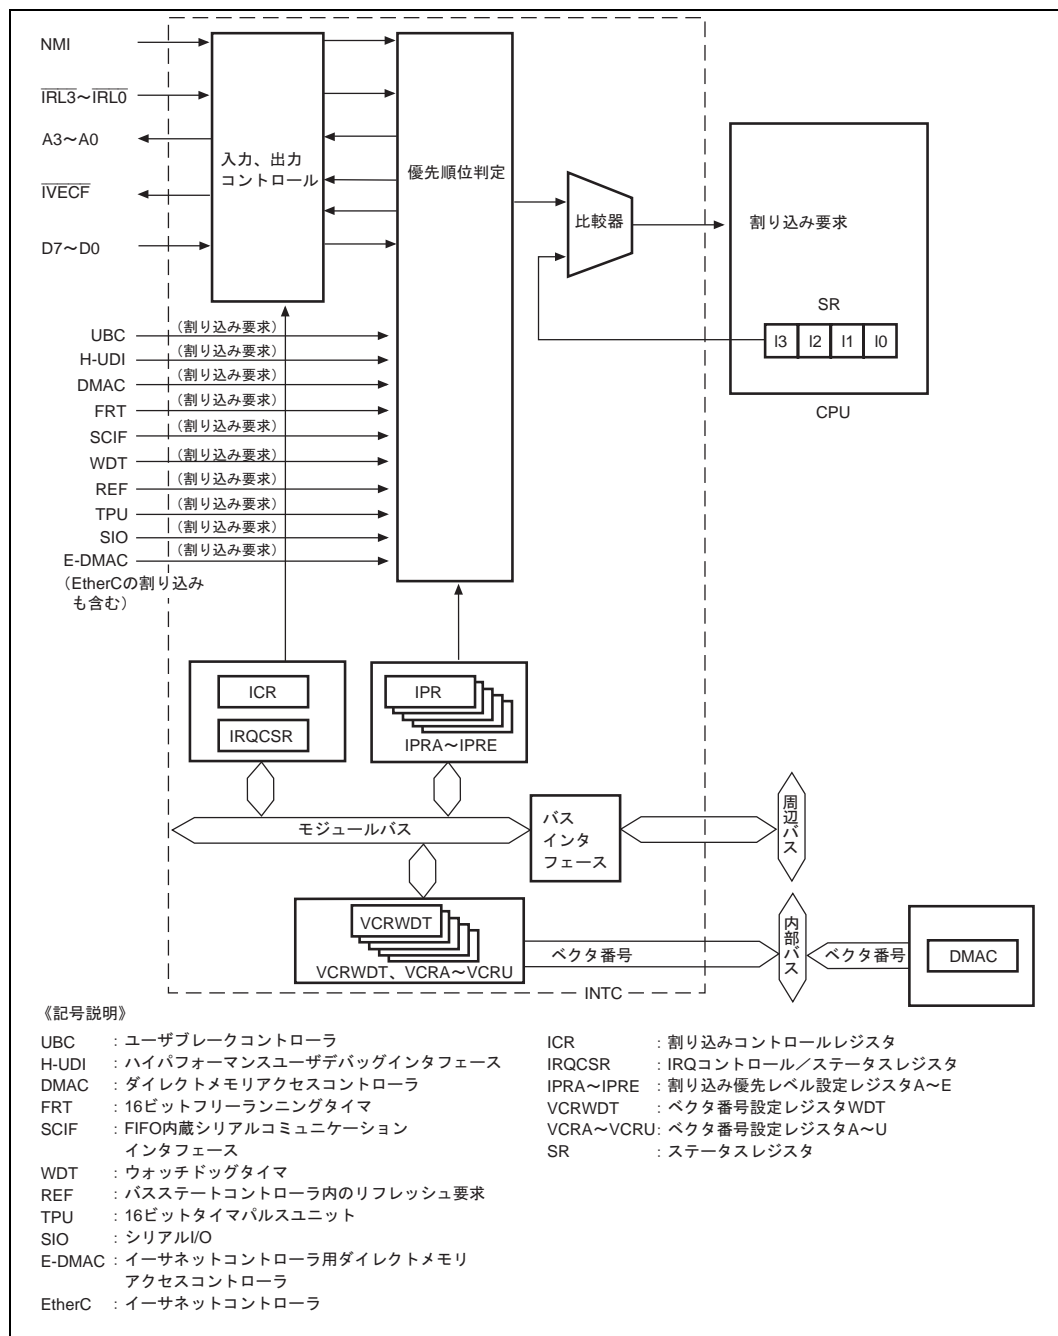 NMI
IRL3～IRL0
A3～A0
IVECF
D7～D0
入力、出力
コントロール
優先順位判定
比較器
割り込み要求
SR
I3 I2 I1 I0
CPU
UBC （割り込み要求）
H-UDI （割り込み要求）
DMAC （割り込み要求）
FRT （割り込み要求）
SCIF （割り込み要求）
WDT （割り込み要求）
REF （割り込み要求）
TPU （割り込み要求）
SIO （割り込み要求）
E-DMAC （割り込み要求）
（EtherCの割り込み
も含む）
ICR
IRQCSR
IPR
IPRA～IPRE
モジュールバス
バス
インタ
フェース
周辺バス
VCRWDT
VCRWDT、VCRA～VCRU
ベクタ番号
内部バス
ベクタ番号
DMAC
INTC
《記号説明》
UBC ：ユーザブレークコントローラ
H-UDI ：ハイパフォーマンスユーザデバッグインタフェース
DMAC ：ダイレクトメモリアクセスコントローラ
FRT ：16ビットフリーランニングタイマ
SCIF ：FIFO内蔵シリアルコミュニケーション
インタフェース
WDT ：ウォッチドッグタイマ
REF ：バスステートコントローラ内のリフレッシュ要求
TPU ：16ビットタイマパルスユニット
SIO ：シリアルI/O
E-DMAC ：イーサネットコントローラ用ダイレクトメモリ
アクセスコントローラ
EtherC ：イーサネットコントローラ
ICR ：割り込みコントロールレジスタ
IRQCSR ：IRQコントロール／ステータスレジスタ
IPRA～IPRE ：割り込み優先レベル設定レジスタA～E
VCRWDT ：ベクタ番号設定レジスタWDT
VCRA～VCRU：ベクタ番号設定レジスタA～U
SR ：ステータスレジスタ